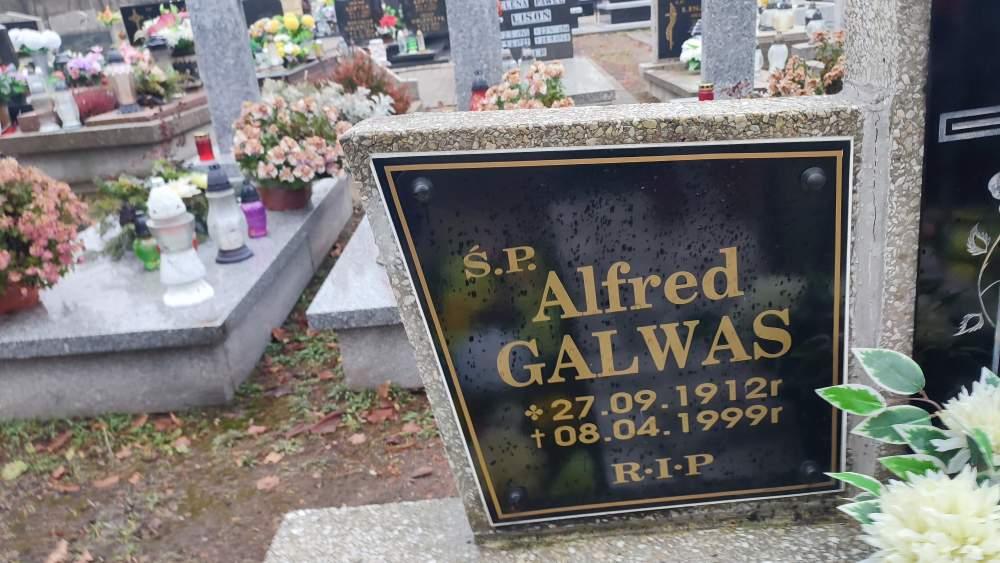 Ś.P. Alfred
GALWAS
27.09.1912r
† 08.04.1999r
R·I·P